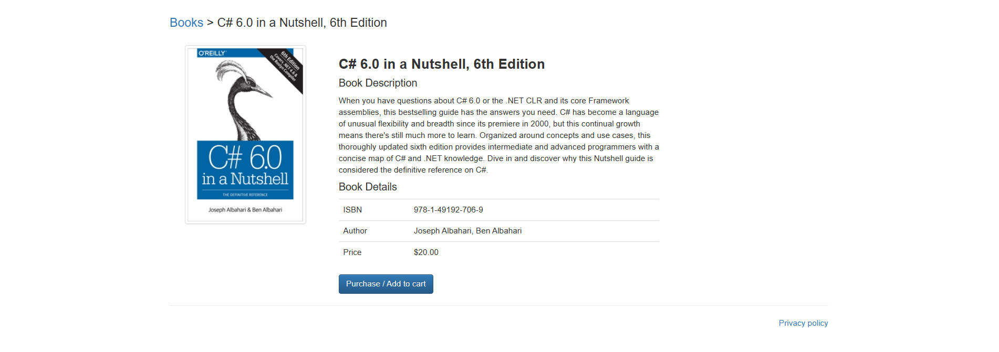 Books > C# 6.0 in a Nutshell, 6th Edition
O'REILLY®
6th Edition
Covers .NET 4.6 &
the Roslyn Compiler
C# 6.0
in a Nutshell
THE DEFINITIVE REFERENCE
Joseph Albahari & Ben Albahari
C# 6.0 in a Nutshell, 6th Edition
Book Description
When you have questions about C# 6.0 or the .NET CLR and its core Framework
assemblies, this bestselling guide has the answers you need. C# has become a language
of unusual flexibility and breadth since its premiere in 2000, but this continual growth
means there's still much more to learn. Organized around concepts and use cases, this
thoroughly updated sixth edition provides intermediate and advanced programmers with a
concise map of C# and .NET knowledge. Dive in and discover why this Nutshell guide is
considered the definitive reference on C#.
Book Details
ISBN 978-1-49192-706-9
Author Joseph Albahari, Ben Albahari
Price $20.00
Purchase / Add to cart
Privacy policy